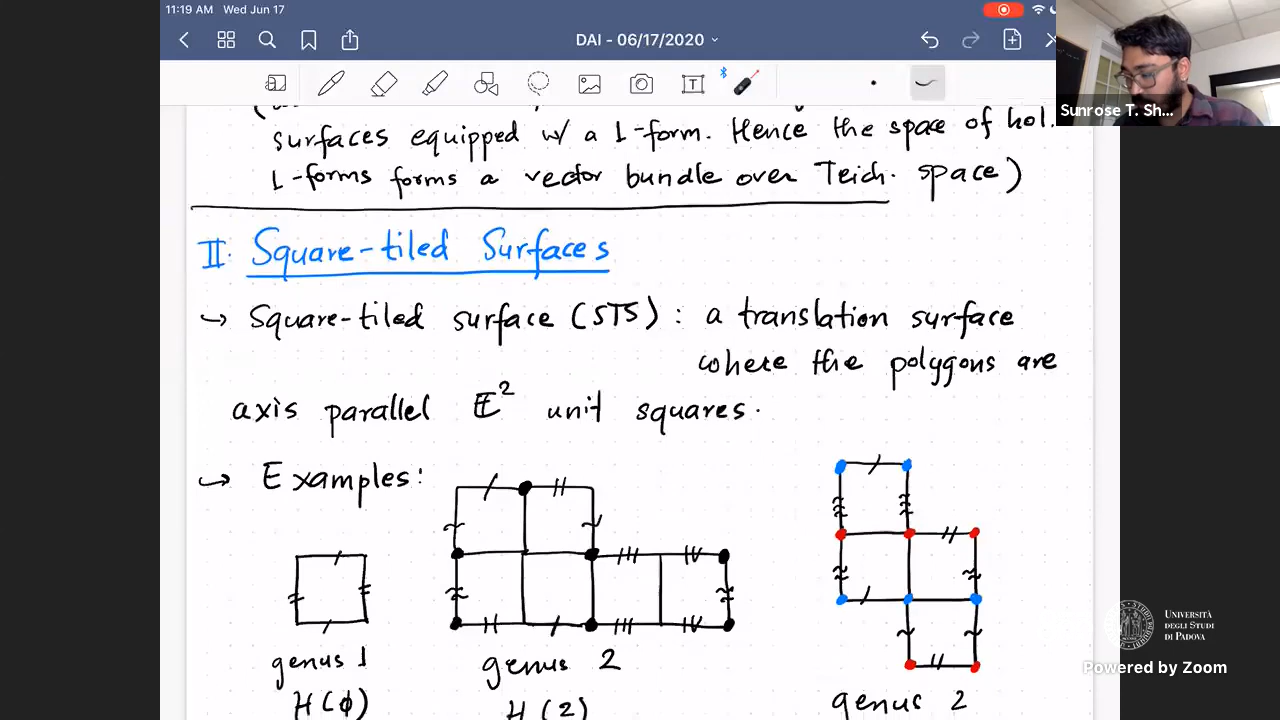 11:19 AM Wed Jun 17
DAI - 06/17/2020
T
Sunrose T. Sh...
surfaces equipped w/ a 1-form. Hence the space of hol.
1-forms forms a vector bundle over Teich. space)
II. Square-tiled Surfaces
↪ Square-tiled surface (STS) : a translation surface
where the polygons are
axis parallel 𝔼² unit squares.
↪ Examples:
genus 1
genus 2
genus 2
H(ϕ)
H(2)
UNIVERSITÀ
DEGLI STUDI
DI PADOVA
Powered by Zoom